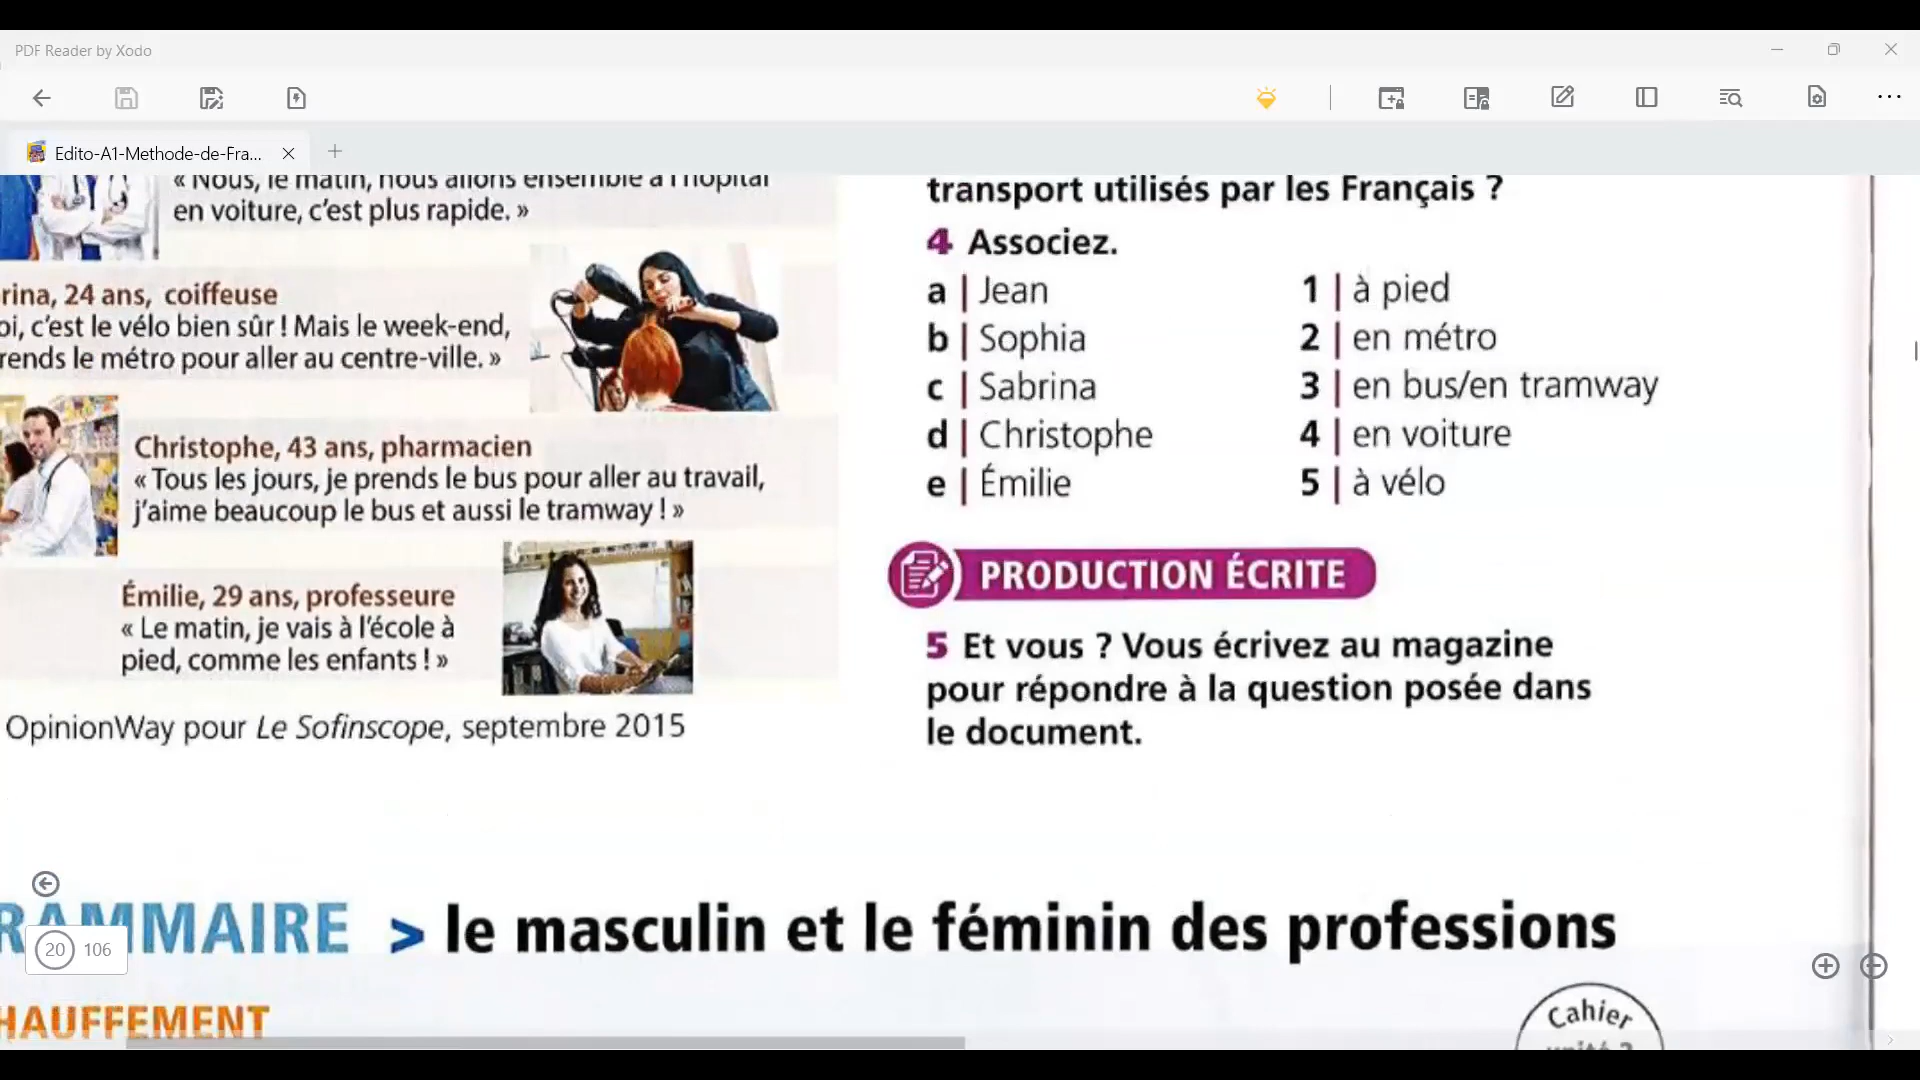 PDF Reader by Xodo
Edito-A1-Methode-de-Fra...
« Nous, le matin, nous allons ensemble à l'hôpital
en voiture, c'est plus rapide. »
rina, 24 ans, coiffeuse
oi, c'est le vélo bien sûr ! Mais le week-end,
rends le métro pour aller au centre-ville. »
Christophe, 43 ans, pharmacien
« Tous les jours, je prends le bus pour aller au travail,
j'aime beaucoup le bus et aussi le tramway ! »
Émilie, 29 ans, professeure
« Le matin, je vais à l'école à
pied, comme les enfants ! »
OpinionWay pour Le Sofinscope, septembre 2015
transport utilisés par les Français ?
4 Associez.
a | Jean
b | Sophia
c | Sabrina
d | Christophe
e | Émilie
1 | à pied
2 | en métro
3 | en bus/en tramway
4 | en voiture
5 | à vélo
PRODUCTION ÉCRITE
5 Et vous ? Vous écrivez au magazine
pour répondre à la question posée dans
le document.
RAMMAIRE > le masculin et le féminin des professions
20 106
HAUFFEMENT
Cahier